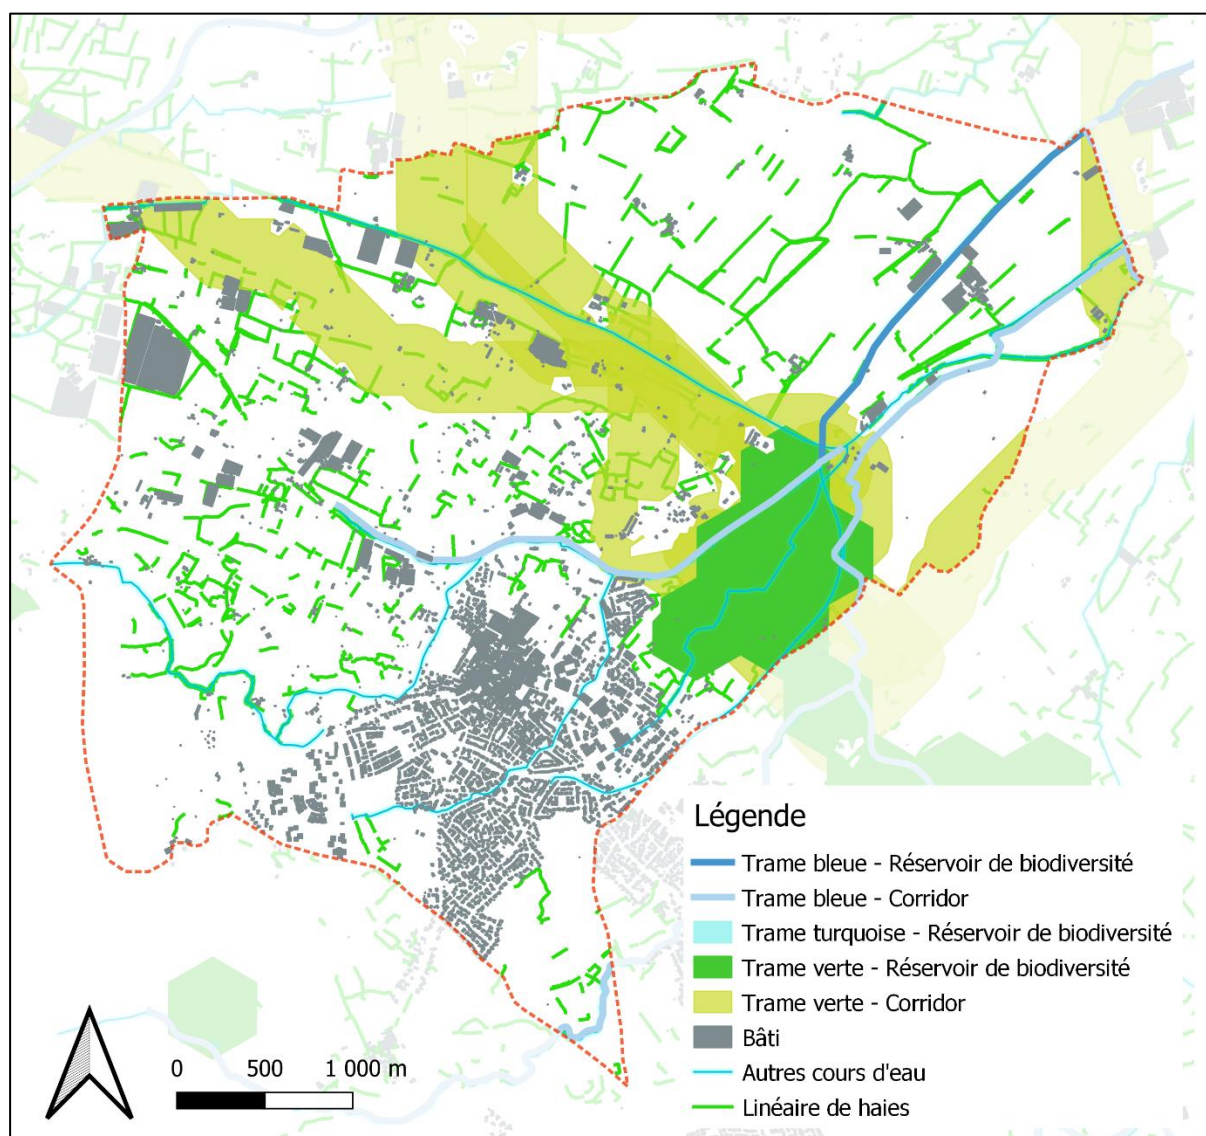 Légende
Trame bleue - Réservoir de biodiversité
Trame bleue - Corridor
Trame turquoise - Réservoir de biodiversité
Trame verte - Réservoir de biodiversité
Trame verte - Corridor
Bâti
Autres cours d'eau
Linéaire de haies
0 500 1 000 m